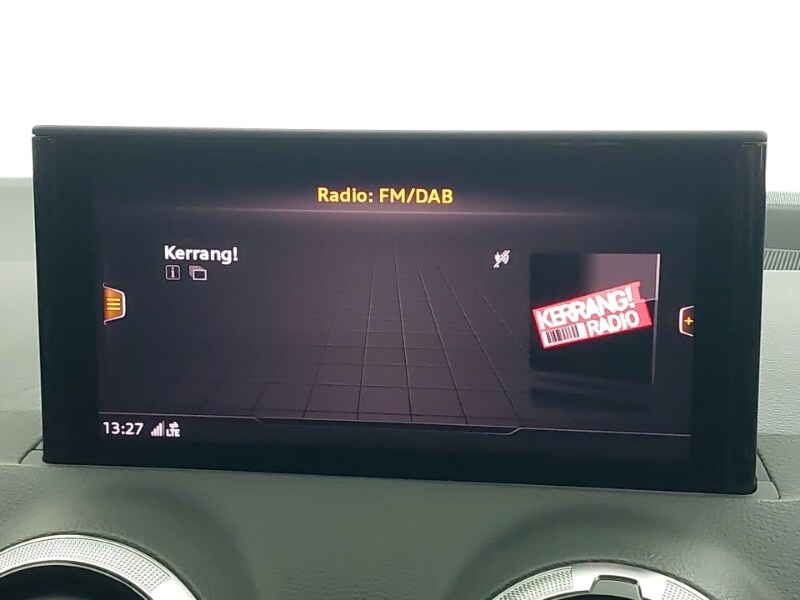 Radio: FM/DAB
Kerrang!
KERRANG!
RADIO
13:27 LTE